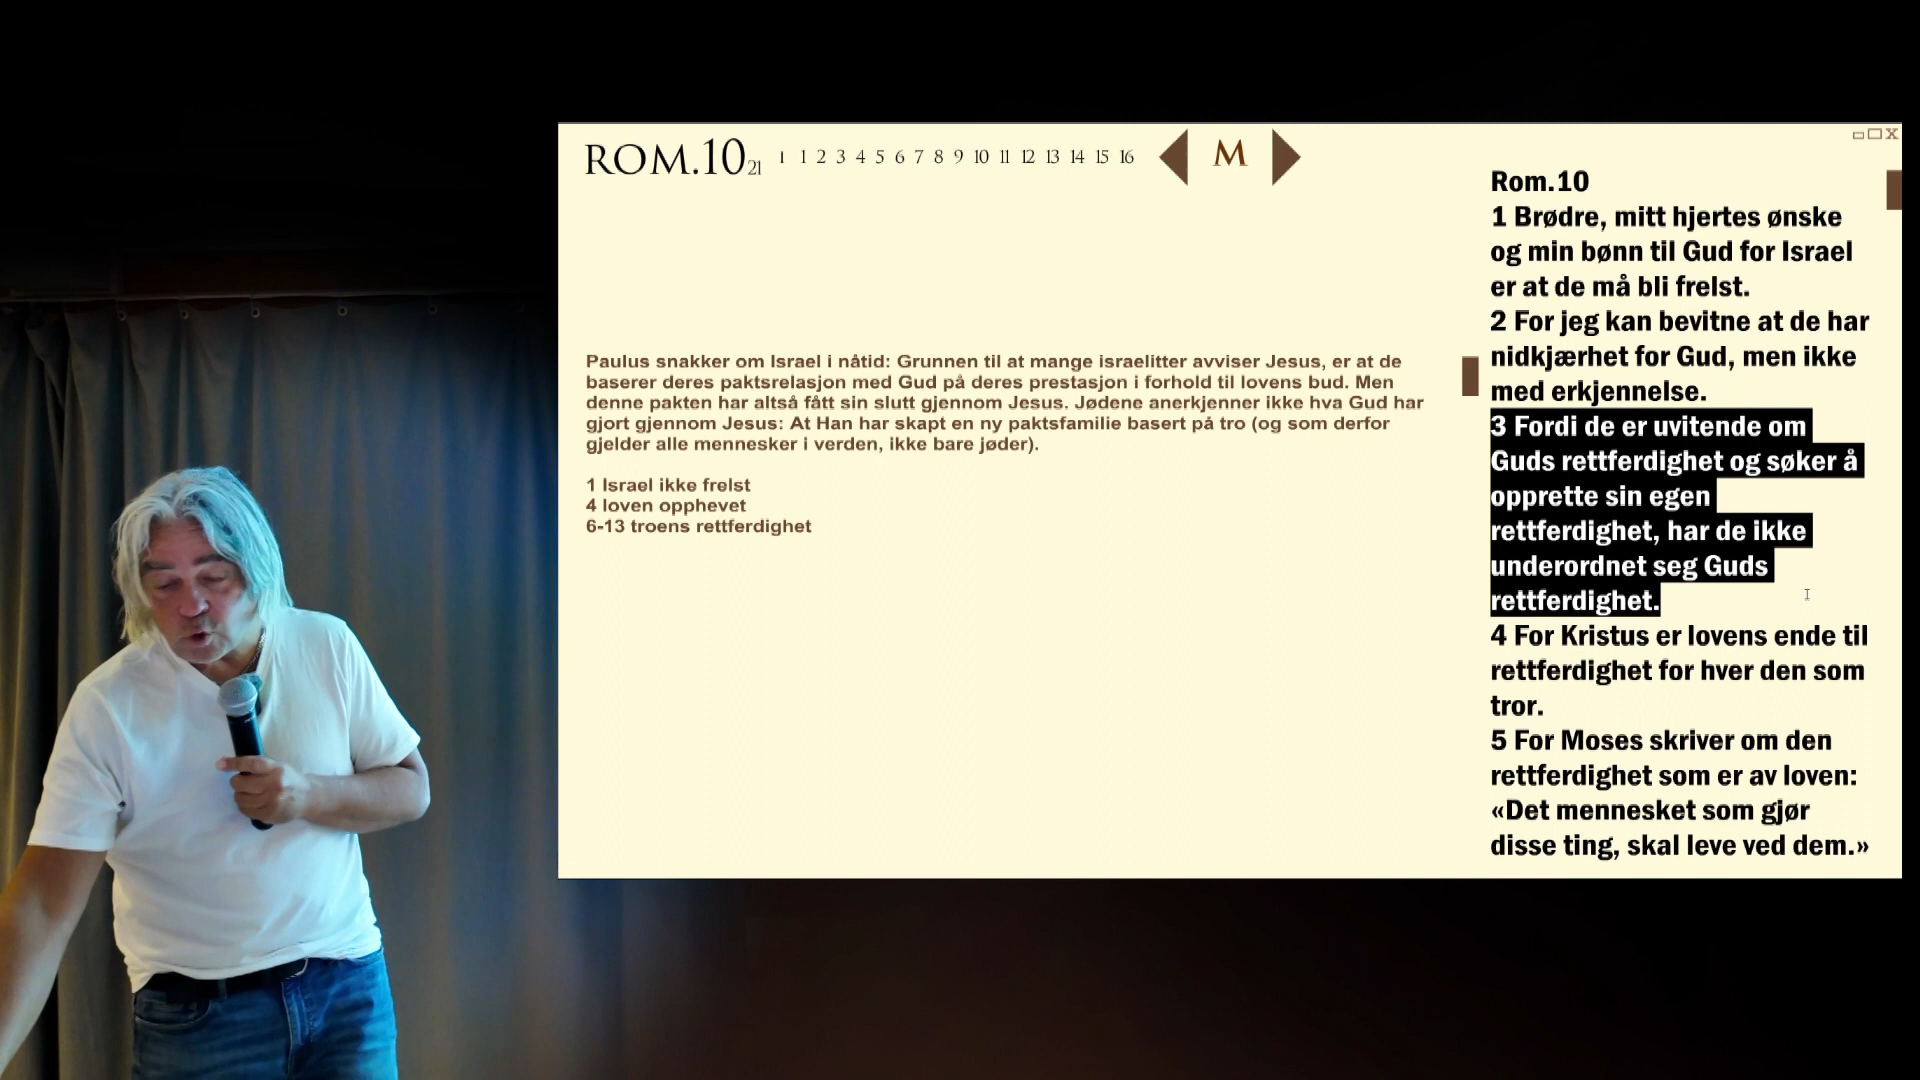 ROM.10 21 1 1 2 3 4 5 6 7 8 9 10 11 12 13 14 15 16 M
Paulus snakker om Israel i nåtid: Grunnen til at mange israelitter avviser Jesus, er at de
baserer deres paktsrelasjon med Gud på deres prestasjon i forhold til lovens bud. Men
denne pakten har altså fått sin slutt gjennom Jesus. Jødene anerkjenner ikke hva Gud har
gjort gjennom Jesus: At Han har skapt en ny paktsfamilie basert på tro (og som derfor
gjelder alle mennesker i verden, ikke bare jøder).
1 Israel ikke frelst
4 loven opphevet
6-13 troens rettferdighet
Rom.10
1 Brødre, mitt hjertes ønske
og min bønn til Gud for Israel
er at de må bli frelst.
2 For jeg kan bevitne at de har
nidkjærhet for Gud, men ikke
med erkjennelse.
3 Fordi de er uvitende om
Guds rettferdighet og søker å
opprette sin egen
rettferdighet, har de ikke
underordnet seg Guds
rettferdighet.
4 For Kristus er lovens ende til
rettferdighet for hver den som
tror.
5 For Moses skriver om den
rettferdighet som er av loven:
«Det mennesket som gjør
disse ting, skal leve ved dem.»